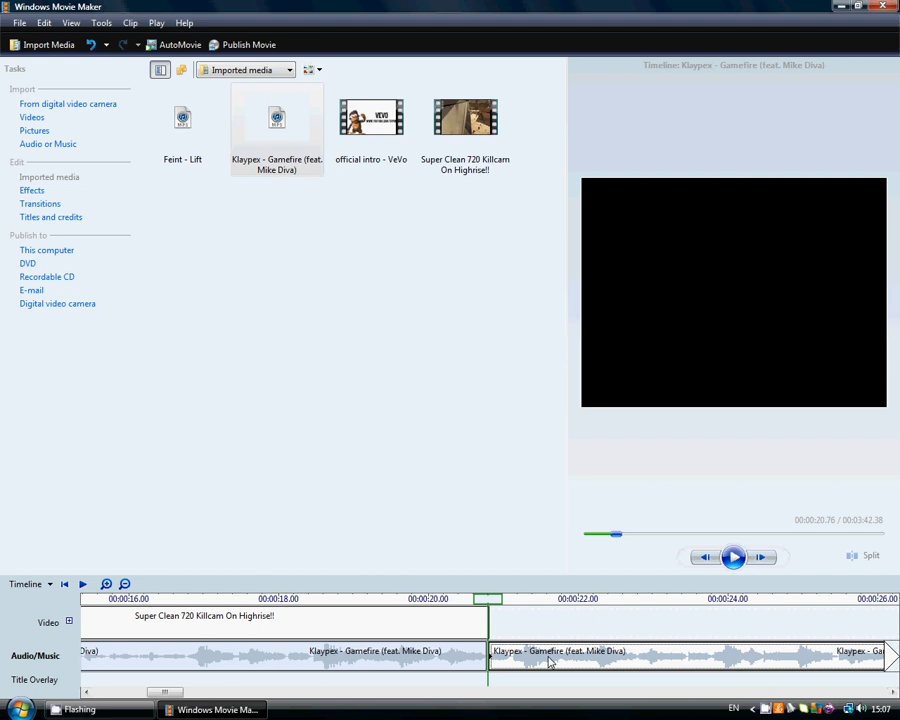 Windows Movie Maker
File Edit View Tools Clip Play Help
Import Media AutoMovie Publish Movie
Tasks
Imported media
Timeline: Klaypex - Gamefire (feat. Mike Diva)
Import
From digital video camera
Videos
Pictures
Audio or Music
MP3
MP3
VEVO
Feint - Lift
Klaypex - Gamefire (feat. Mike Diva)
official intro - VeVo
Super Clean 720 Killcam On Highrise!!
Edit
Imported media
Effects
Transitions
Titles and credits
Publish to
This computer
DVD
Recordable CD
E-mail
Digital video camera
00:00:20.76 / 00:03:42.38
Split
Timeline
00:00:16.00 00:00:18.00 00:00:20.00 00:00:22.00 00:00:24.00 00:00:26.00
Video Super Clean 720 Killcam On Highrise!!
Audio/Music Diva) Klaypex - Gamefire (feat. Mike Diva) Klaypex - Gamefire (feat. Mike Diva) Klaypex - Ga
Title Overlay
Flashing Windows Movie Ma... EN 15:07